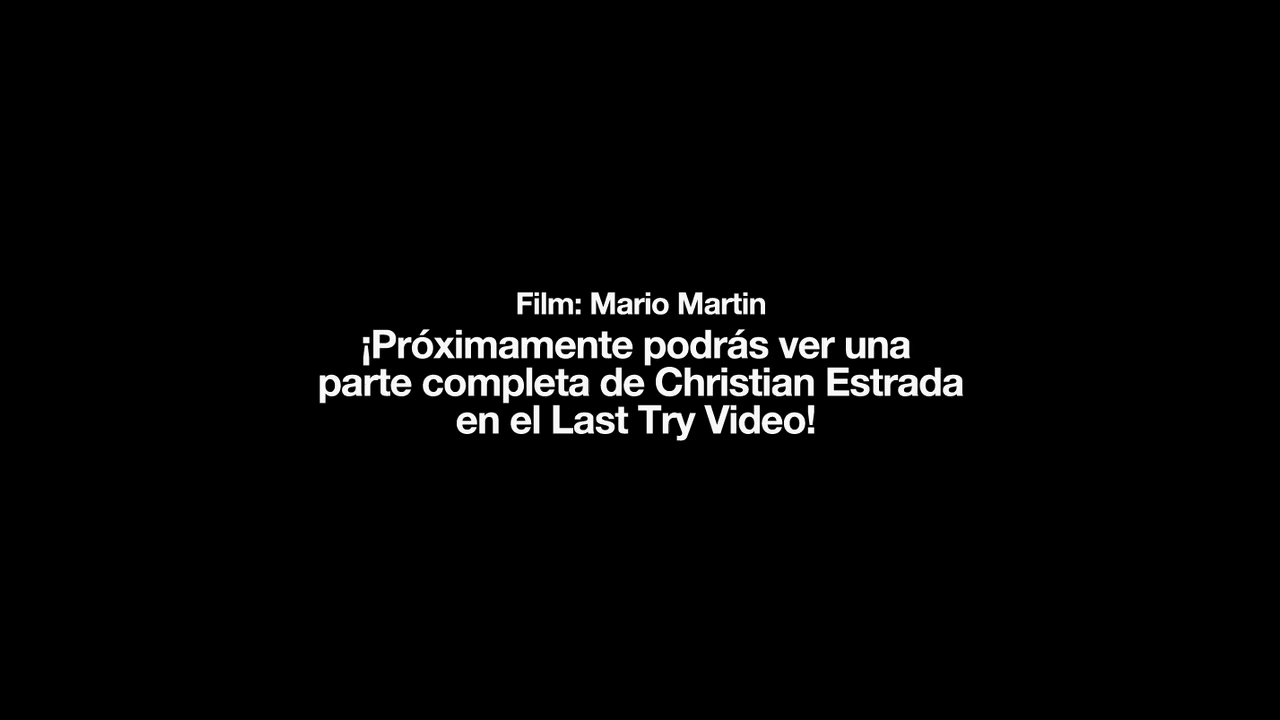 Film: Mario Martin
¡Próximamente podrás ver una
parte completa de Christian Estrada
en el Last Try Video!